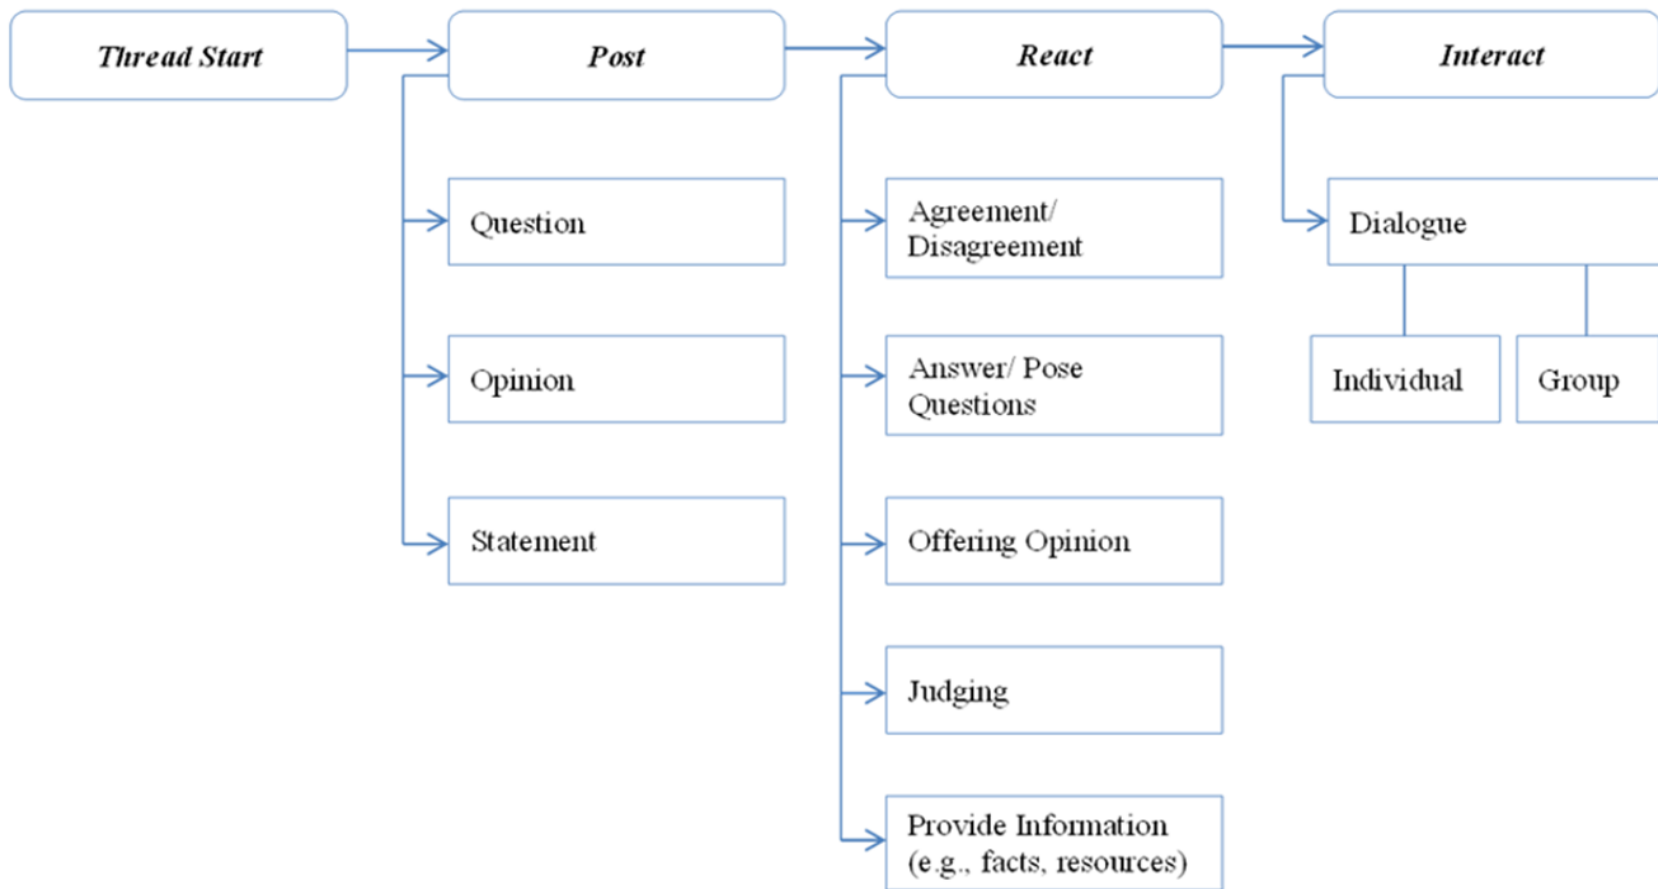 Thread Start
Post
React
Interact
Question
Opinion
Statement
Agreement/
Disagreement
Answer/ Pose
Questions
Offering Opinion
Judging
Provide Information
(e.g., facts, resources)
Dialogue
Individual
Group